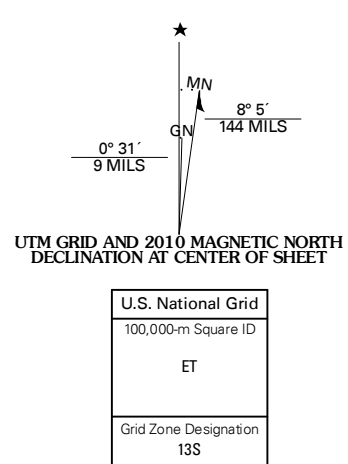 ★
MN
GN
8° 5´
144 MILS
0° 31´
9 MILS
UTM GRID AND 2010 MAGNETIC NORTH
DECLINATION AT CENTER OF SHEET
U.S. National Grid
100,000-m Square ID
ET
Grid Zone Designation
13S